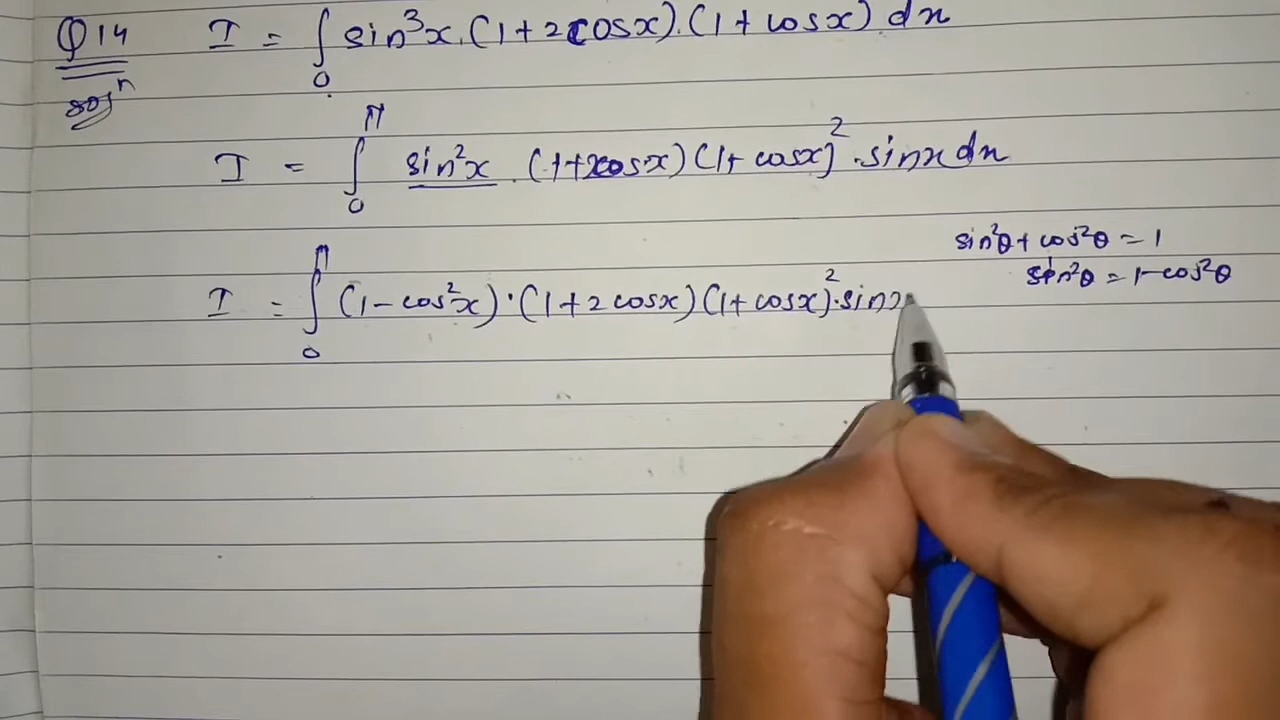 Q14 I = ∫₀ sin³x.(1+2cosx).(1+cosx) dx
solⁿ
I = ∫₀^π sin²x . (1+2cosx)(1+cosx)² .sinx dx
sin²θ + cos²θ = 1
sin²θ = 1-cos²θ
I = ∫₀^π (1-cos²x).(1+2cosx)(1+cosx)².sinx